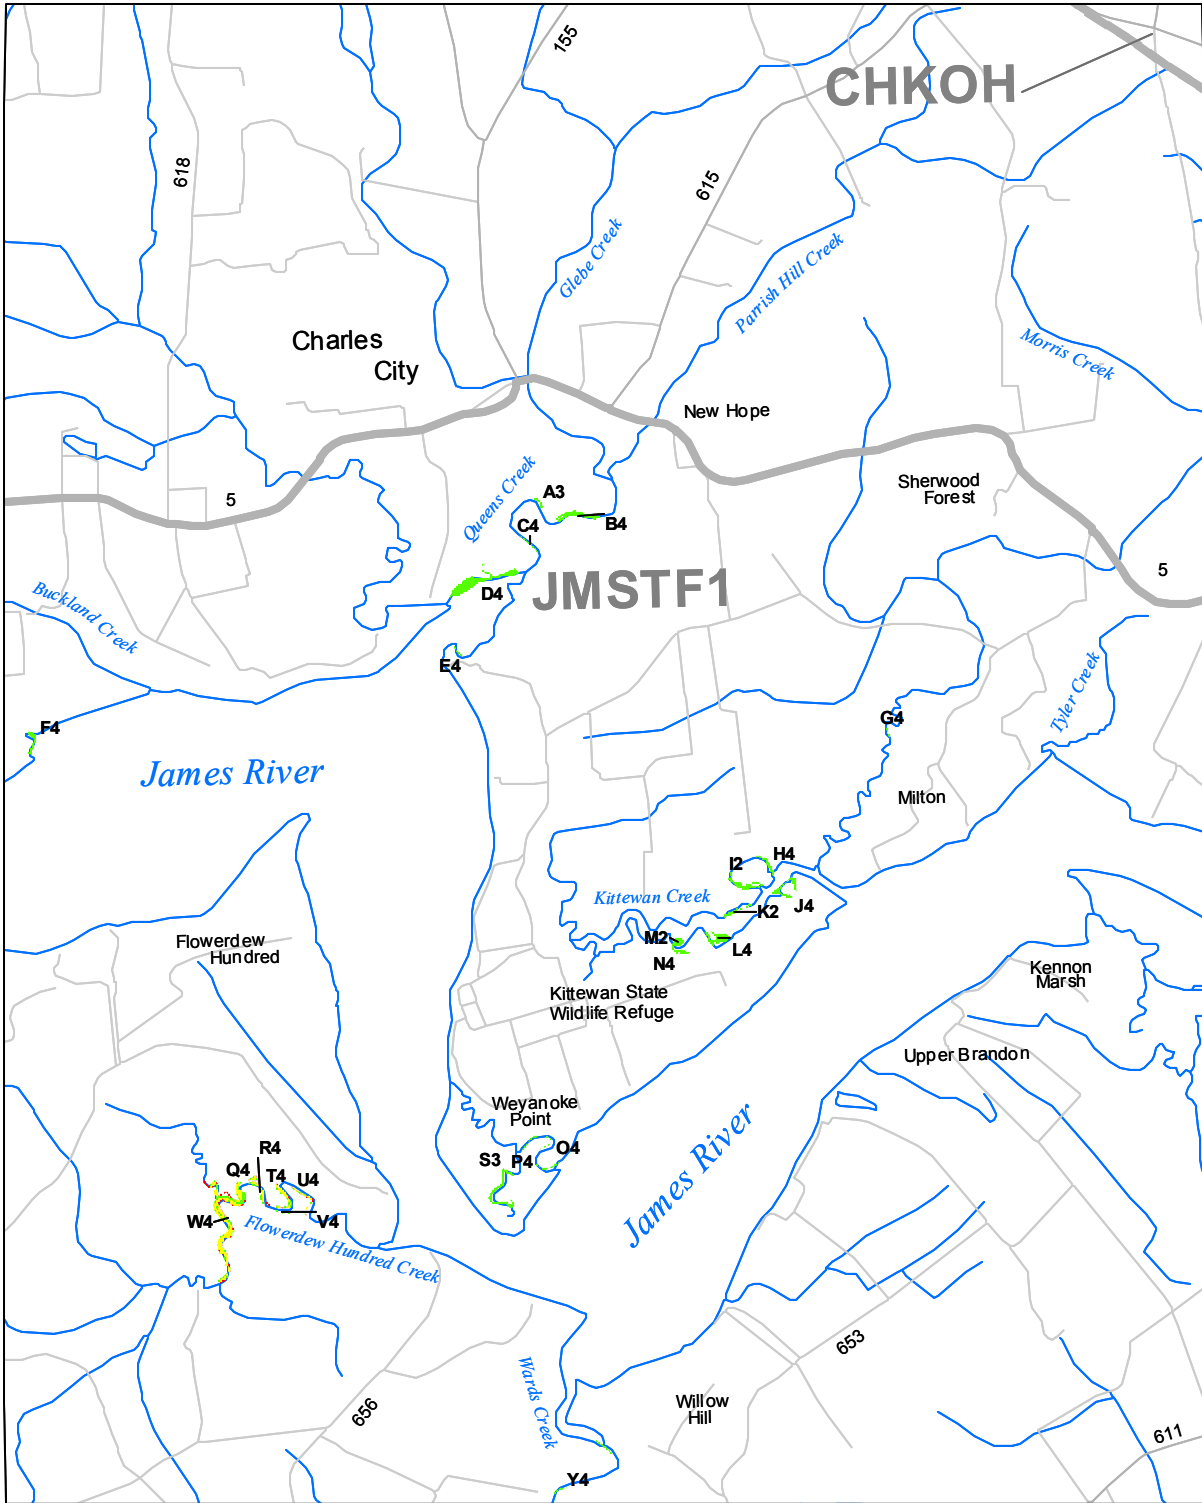 155
CHKOH
618
615
Glebe Creek
Parrish Hill Creek
Charles
City
Morris Creek
New Hope
Sherwood
Forest
5
Queens Creek
A3
B4
C4
5
D4
JMSTF1
Buckland Creek
E4
Tyler Creek
F4
G4
James River
Milton
I2
H4
Kittewan Creek
J4
K2
M2
L4
N4
Flowerdew
Hundred
Kennon
Marsh
Kittewan State
Wildlife Refuge
Upper Brandon
Weyanoke
Point
R4
O4
S3
P4
Q4
T4
U4
James River
W4
V4
Flowerdew Hundred Creek
653
Wards Creek
656
Willow
Hill
611
Y4